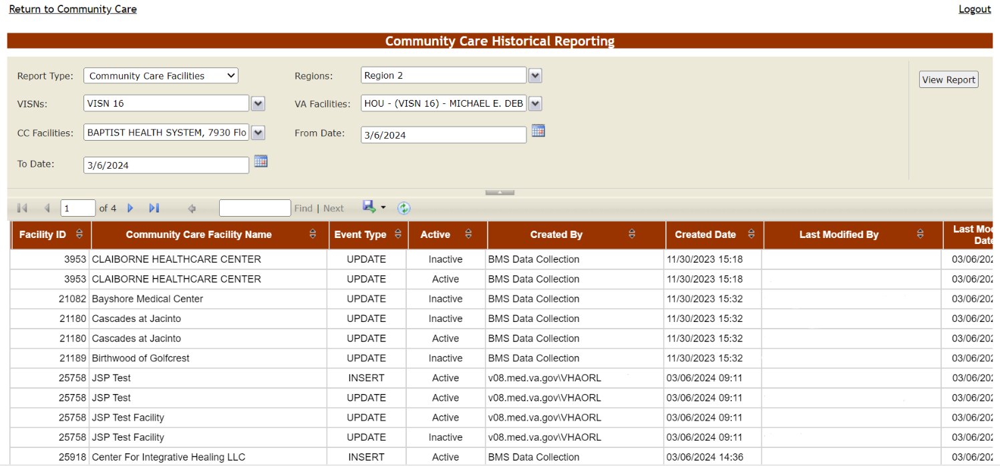 Return to Community Care Logout
Community Care Historical Reporting
Report Type: Community Care Facilities Regions: Region 2 View Report
VISNs: VISN 16 VA Facilities: HOU - (VISN 16) - MICHAEL E. DEB
CC Facilities: BAPTIST HEALTH SYSTEM, 7930 Flo From Date: 3/6/2024
To Date: 3/6/2024
1 of 4 Find | Next
Facility ID Community Care Facility Name Event Type Active Created By Created Date Last Modified By Last Mod
Date
3953 CLAIBORNE HEALTHCARE CENTER UPDATE Inactive BMS Data Collection 11/30/2023 15:18 03/06/202
3953 CLAIBORNE HEALTHCARE CENTER UPDATE Active BMS Data Collection 11/30/2023 15:18 03/06/202
21082 Bayshore Medical Center UPDATE Inactive BMS Data Collection 11/30/2023 15:32 03/06/202
21180 Cascades at Jacinto UPDATE Inactive BMS Data Collection 11/30/2023 15:32 03/06/202
21180 Cascades at Jacinto UPDATE Active BMS Data Collection 11/30/2023 15:32 03/06/202
21189 Birthwood of Golfcrest UPDATE Inactive BMS Data Collection 11/30/2023 15:32 03/06/202
25758 JSP Test INSERT Active v08.med.va.gov\VHAORL 03/06/2024 09:11 03/06/202
25758 JSP Test UPDATE Active v08.med.va.gov\VHAORL 03/06/2024 09:11 03/06/202
25758 JSP Test Facility UPDATE Active v08.med.va.gov\VHAORL 03/06/2024 09:11 03/06/202
25758 JSP Test Facility UPDATE Inactive v08.med.va.gov\VHAORL 03/06/2024 09:11 03/06/202
25918 Center For Integrative Healing LLC INSERT Active BMS Data Collection 03/06/2024 14:36 03/06/202